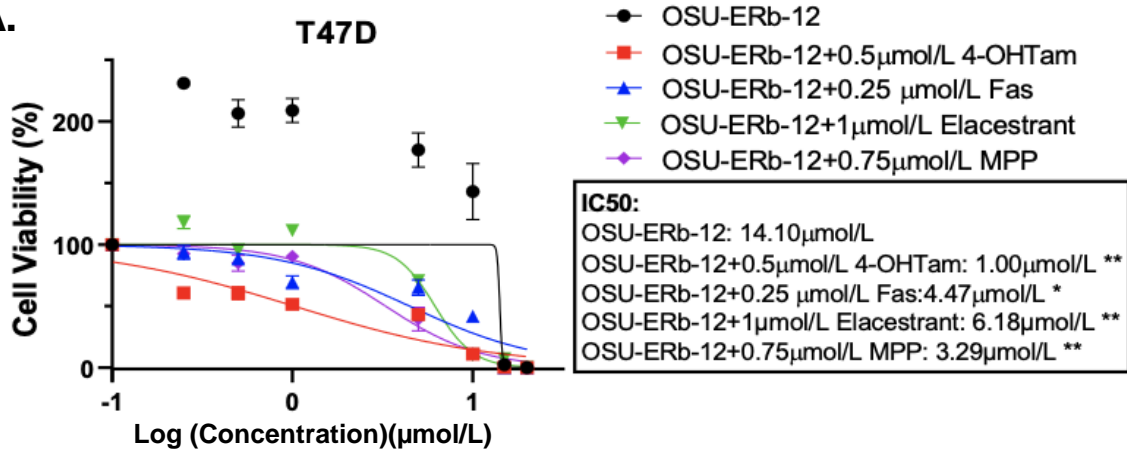 A.
T47D
OSU-ERb-12
OSU-ERb-12+0.5μmol/L 4-OHTam
OSU-ERb-12+0.25 μmol/L Fas
OSU-ERb-12+1μmol/L Elacestrant
OSU-ERb-12+0.75μmol/L MPP
IC50:
OSU-ERb-12: 14.10μmol/L
OSU-ERb-12+0.5μmol/L 4-OHTam: 1.00μmol/L **
OSU-ERb-12+0.25 μmol/L Fas:4.47μmol/L *
OSU-ERb-12+1μmol/L Elacestrant: 6.18μmol/L **
OSU-ERb-12+0.75μmol/L MPP: 3.29μmol/L **
Cell Viability (%)
200
100
0
-1 0 1
Log (Concentration)(μmol/L)